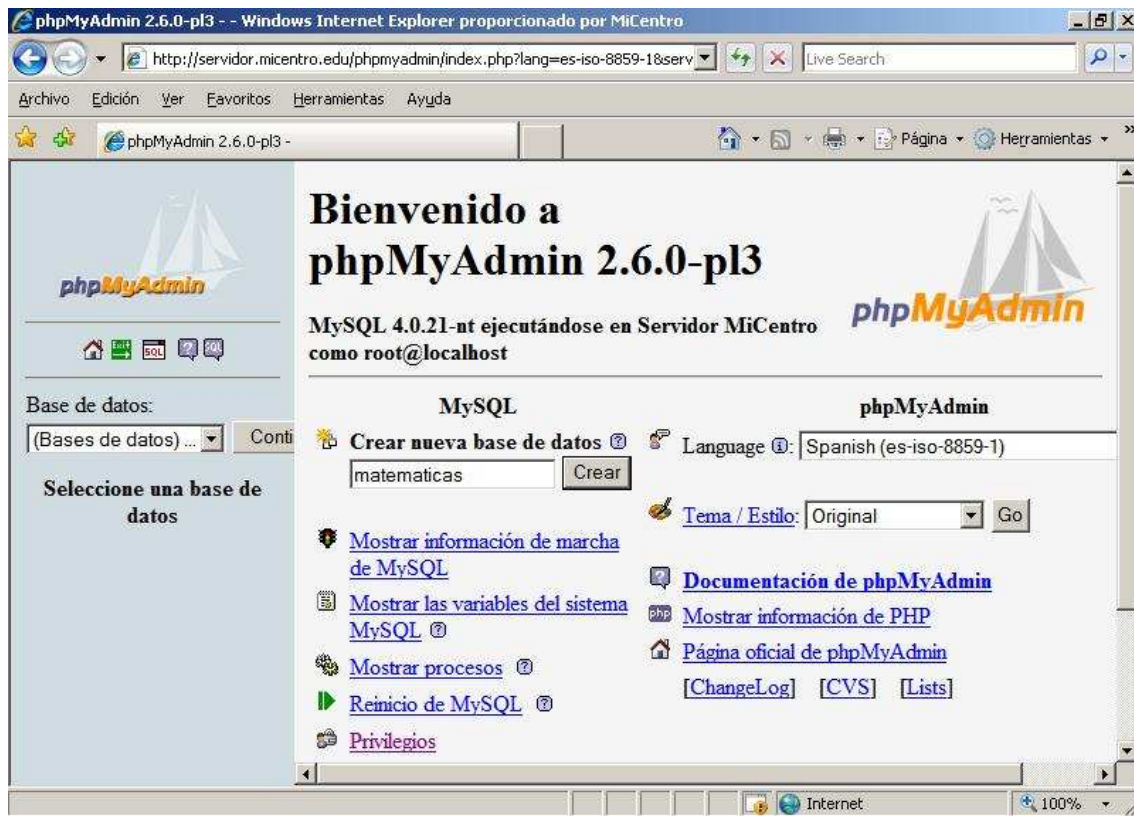 phpMyAdmin 2.6.0-pl3 - - Windows Internet Explorer proporcionado por MiCentro
http://servidor.micentro.edu/phpmyadmin/index.php?lang=es-iso-8859-1&serv
Live Search
Archivo Edición Ver Favoritos Herramientas Ayuda
phpMyAdmin 2.6.0-pl3 -
Página Herramientas »
phpMyAdmin
Exit SQL ? SQL
Base de datos:
(Bases de datos) ... Conti
Seleccione una base de
datos
Bienvenido a
phpMyAdmin 2.6.0-pl3
phpMyAdmin
MySQL 4.0.21-nt ejecutándose en Servidor MiCentro
como root@localhost
MySQL
Crear nueva base de datos ?
matematicas Crear
Mostrar información de marcha
de MySQL
Mostrar las variables del sistema
MySQL ?
Mostrar procesos ?
Reinicio de MySQL ?
Privilegios
phpMyAdmin
Language i: Spanish (es-iso-8859-1)
Tema / Estilo: Original Go
? Documentación de phpMyAdmin
php Mostrar información de PHP
Página oficial de phpMyAdmin
[ChangeLog] [CVS] [Lists]
Internet 100%